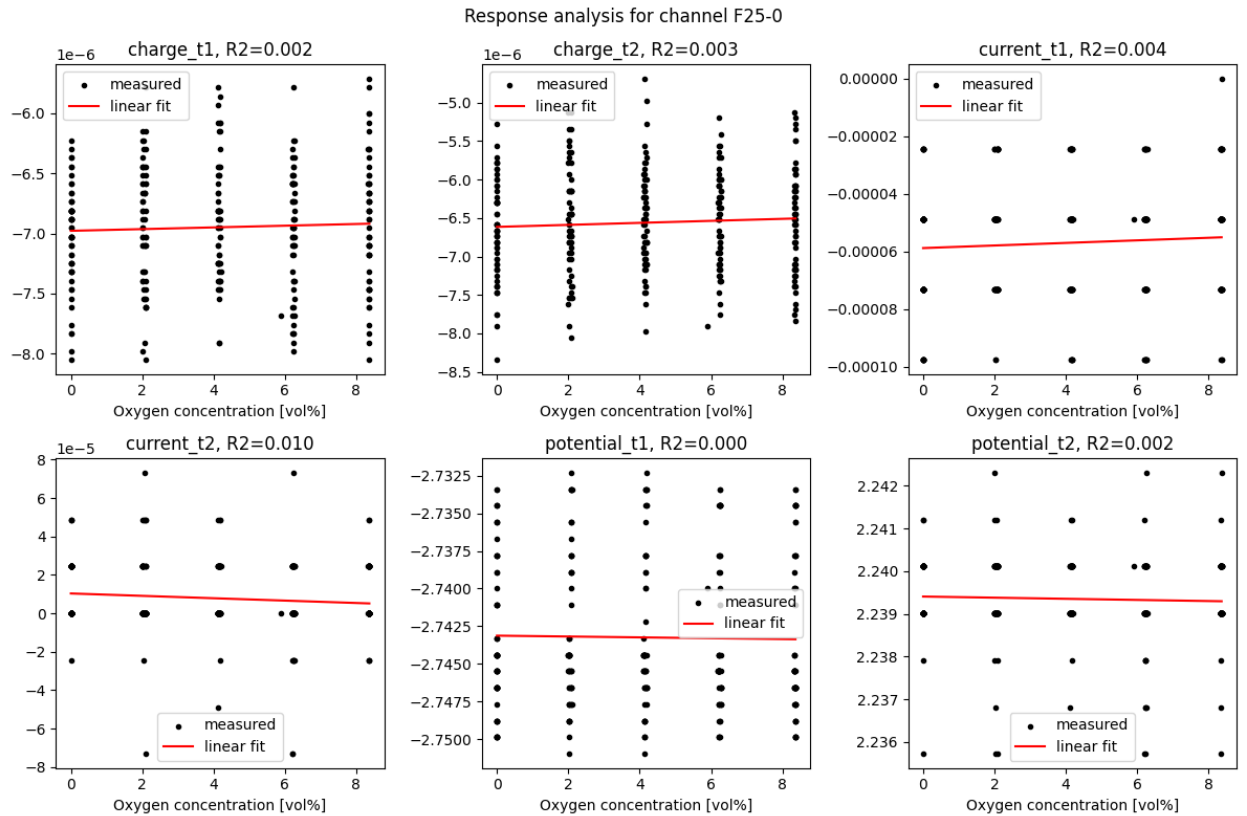 Response analysis for channel F25-0
charge_t1, R2=0.002
1e−6
measured
linear fit
−6.0
−6.5
−7.0
−7.5
−8.0
0 2 4 6 8
Oxygen concentration [vol%]
charge_t2, R2=0.003
1e−6
measured
linear fit
−5.0
−5.5
−6.0
−6.5
−7.0
−7.5
−8.0
−8.5
0 2 4 6 8
Oxygen concentration [vol%]
current_t1, R2=0.004
measured
linear fit
0.00000
−0.00002
−0.00004
−0.00006
−0.00008
−0.00010
0 2 4 6 8
Oxygen concentration [vol%]
current_t2, R2=0.010
1e−5
8
6
4
2
0
−2
−4
−6
−8
measured
linear fit
0 2 4 6 8
Oxygen concentration [vol%]
potential_t1, R2=0.000
−2.7325
−2.7350
−2.7375
−2.7400
−2.7425
−2.7450
−2.7475
−2.7500
measured
linear fit
0 2 4 6 8
Oxygen concentration [vol%]
potential_t2, R2=0.002
2.242
2.241
2.240
2.239
2.238
2.237
2.236
measured
linear fit
0 2 4 6 8
Oxygen concentration [vol%]